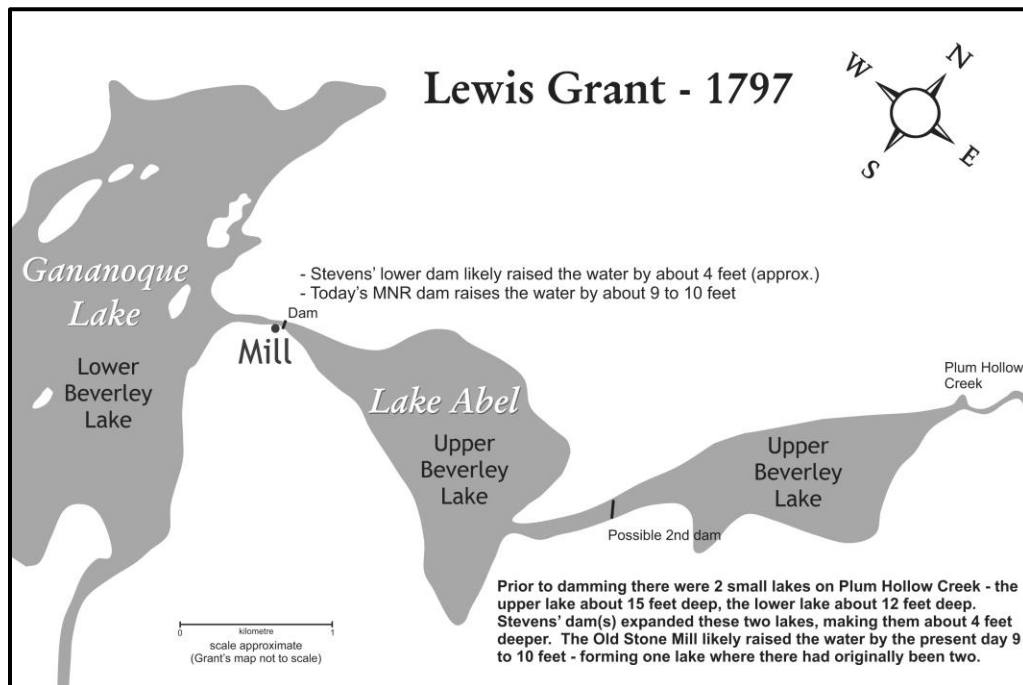 Lewis Grant - 1797
W
N
S
E
Gananoque
Lake
- Stevens' lower dam likely raised the water by about 4 feet (approx.)
- Today's MNR dam raises the water by about 9 to 10 feet
Dam
Mill
Lower
Beverley
Lake
Lake Abel
Upper
Beverley
Lake
Plum Hollow
Creek
Upper
Beverley
Lake
Possible 2nd dam
0
kilometre
1
scale approximate
(Grant's map not to scale)
Prior to damming there were 2 small lakes on Plum Hollow Creek - the
upper lake about 15 feet deep, the lower lake about 12 feet deep.
Stevens' dam(s) expanded these two lakes, making them about 4 feet
deeper. The Old Stone Mill likely raised the water by the present day 9
to 10 feet - forming one lake where there had originally been two.